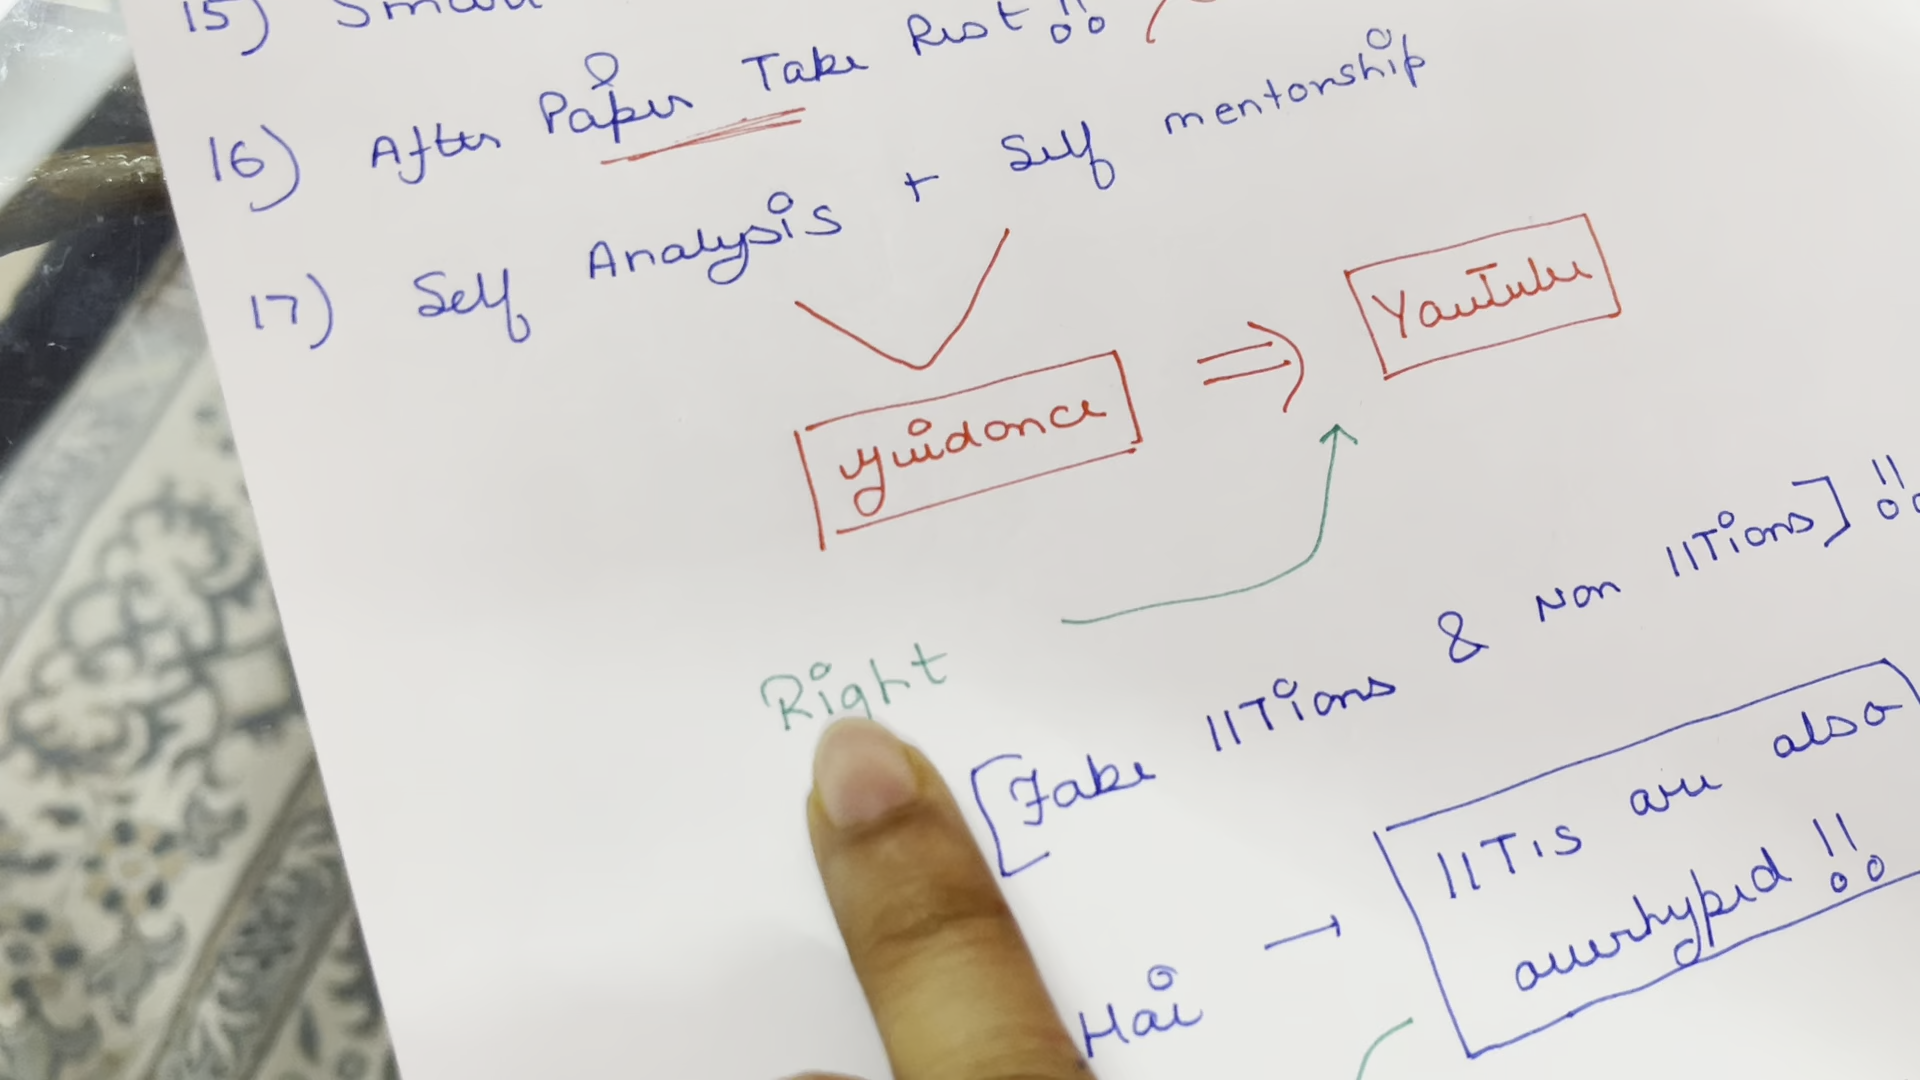 15)
16) After Paper Take Rest !!
17) Self Analysis + Self mentorship
Guidance ⇒ YouTube
Right
[Fake IITians & Non IITians] !!
Hai → IITs are also
overhyped !!